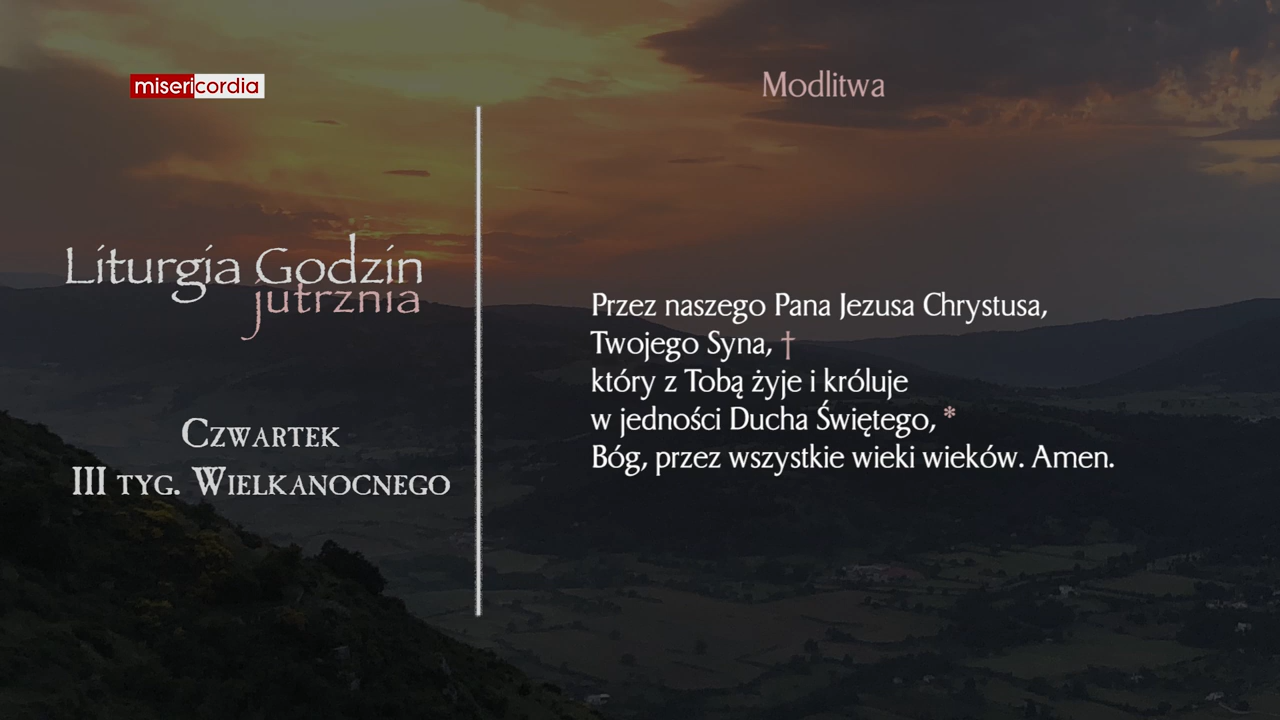 misericordia
Modlitwa
Liturgia Godzin
jutrznia
Czwartek
III tyg. Wielkanocnego
Przez naszego Pana Jezusa Chrystusa,
Twojego Syna, †
który z Tobą żyje i króluje
w jedności Ducha Świętego, *
Bóg, przez wszystkie wieki wieków. Amen.